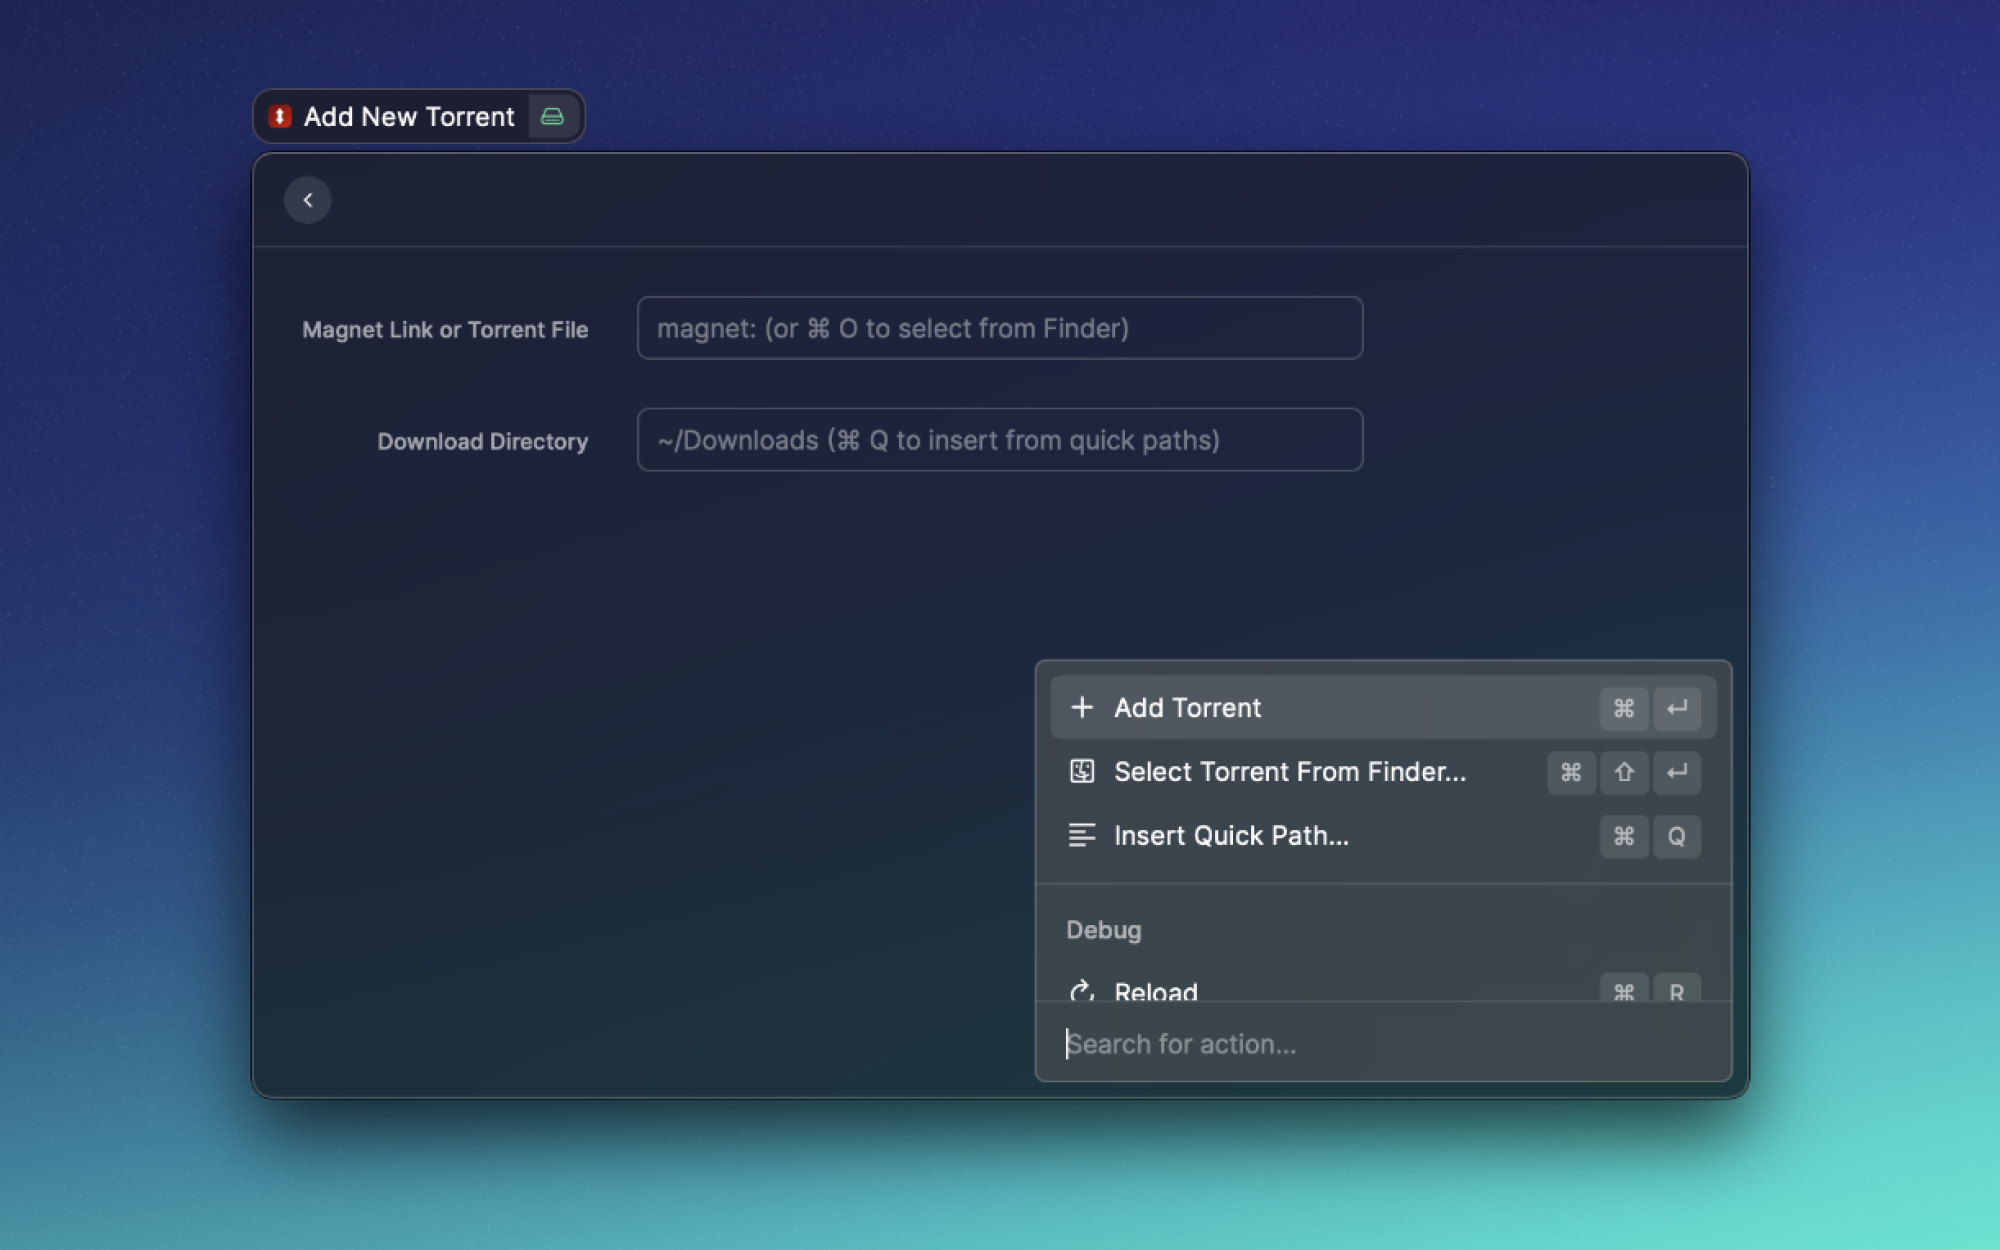 Add New Torrent
Magnet Link or Torrent File
magnet: (or ⌘ O to select from Finder)
Download Directory
~/Downloads (⌘ Q to insert from quick paths)
Add Torrent ⌘ ↵
Select Torrent From Finder... ⌘ ⇧ ↵
Insert Quick Path... ⌘ Q
Debug
Reload ⌘ R
Search for action...